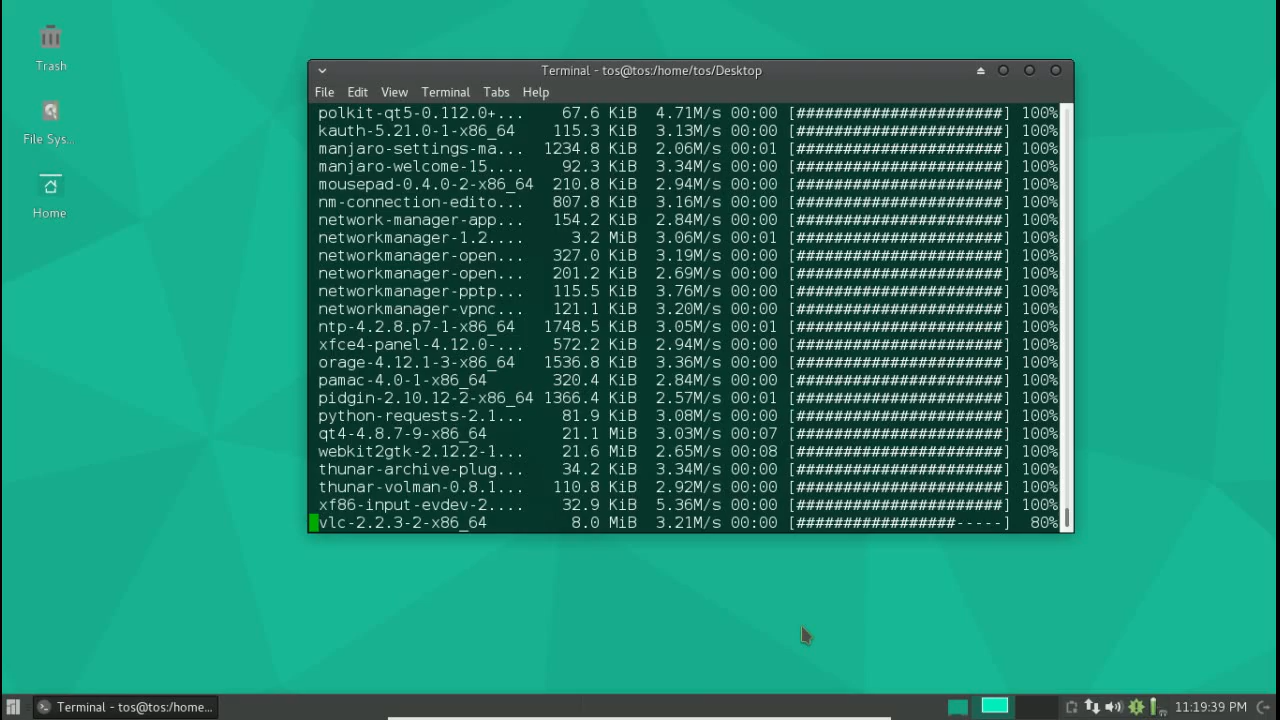 Trash
File Sys...
Home
Terminal - tos@tos:/home/tos/Desktop
File Edit View Terminal Tabs Help
polkit-qt5-0.112.0+... 67.6 KiB 4.71M/s 00:00 [######################] 100%
kauth-5.21.0-1-x86_64 115.3 KiB 3.13M/s 00:00 [######################] 100%
manjaro-settings-ma... 1234.8 KiB 2.06M/s 00:01 [######################] 100%
manjaro-welcome-15.... 92.3 KiB 3.34M/s 00:00 [######################] 100%
mousepad-0.4.0-2-x86_64 210.8 KiB 2.94M/s 00:00 [######################] 100%
nm-connection-edito... 807.8 KiB 3.16M/s 00:00 [######################] 100%
network-manager-app... 154.2 KiB 2.84M/s 00:00 [######################] 100%
networkmanager-1.2.... 3.2 MiB 3.06M/s 00:01 [######################] 100%
networkmanager-open... 327.0 KiB 3.19M/s 00:00 [######################] 100%
networkmanager-open... 201.2 KiB 2.69M/s 00:00 [######################] 100%
networkmanager-pptp... 115.5 KiB 3.76M/s 00:00 [######################] 100%
networkmanager-vpnc... 121.1 KiB 3.20M/s 00:00 [######################] 100%
ntp-4.2.8.p7-1-x86_64 1748.5 KiB 3.05M/s 00:01 [######################] 100%
xfce4-panel-4.12.0-... 572.2 KiB 2.94M/s 00:00 [######################] 100%
orage-4.12.1-3-x86_64 1536.8 KiB 3.36M/s 00:00 [######################] 100%
pamac-4.0-1-x86_64 320.4 KiB 2.84M/s 00:00 [######################] 100%
pidgin-2.10.12-2-x86_64 1366.4 KiB 2.57M/s 00:01 [######################] 100%
python-requests-2.1... 81.9 KiB 3.08M/s 00:00 [######################] 100%
qt4-4.8.7-9-x86_64 21.1 MiB 3.03M/s 00:07 [######################] 100%
webkit2gtk-2.12.2-1... 21.6 MiB 2.65M/s 00:08 [######################] 100%
thunar-archive-plug... 34.2 KiB 3.34M/s 00:00 [######################] 100%
thunar-volman-0.8.1... 110.8 KiB 2.92M/s 00:00 [######################] 100%
xf86-input-evdev-2.... 32.9 KiB 5.36M/s 00:00 [######################] 100%
vlc-2.2.3-2-x86_64 8.0 MiB 3.21M/s 00:00 [#################-----] 80%
Terminal - tos@tos:/home... 11:19:39 PM